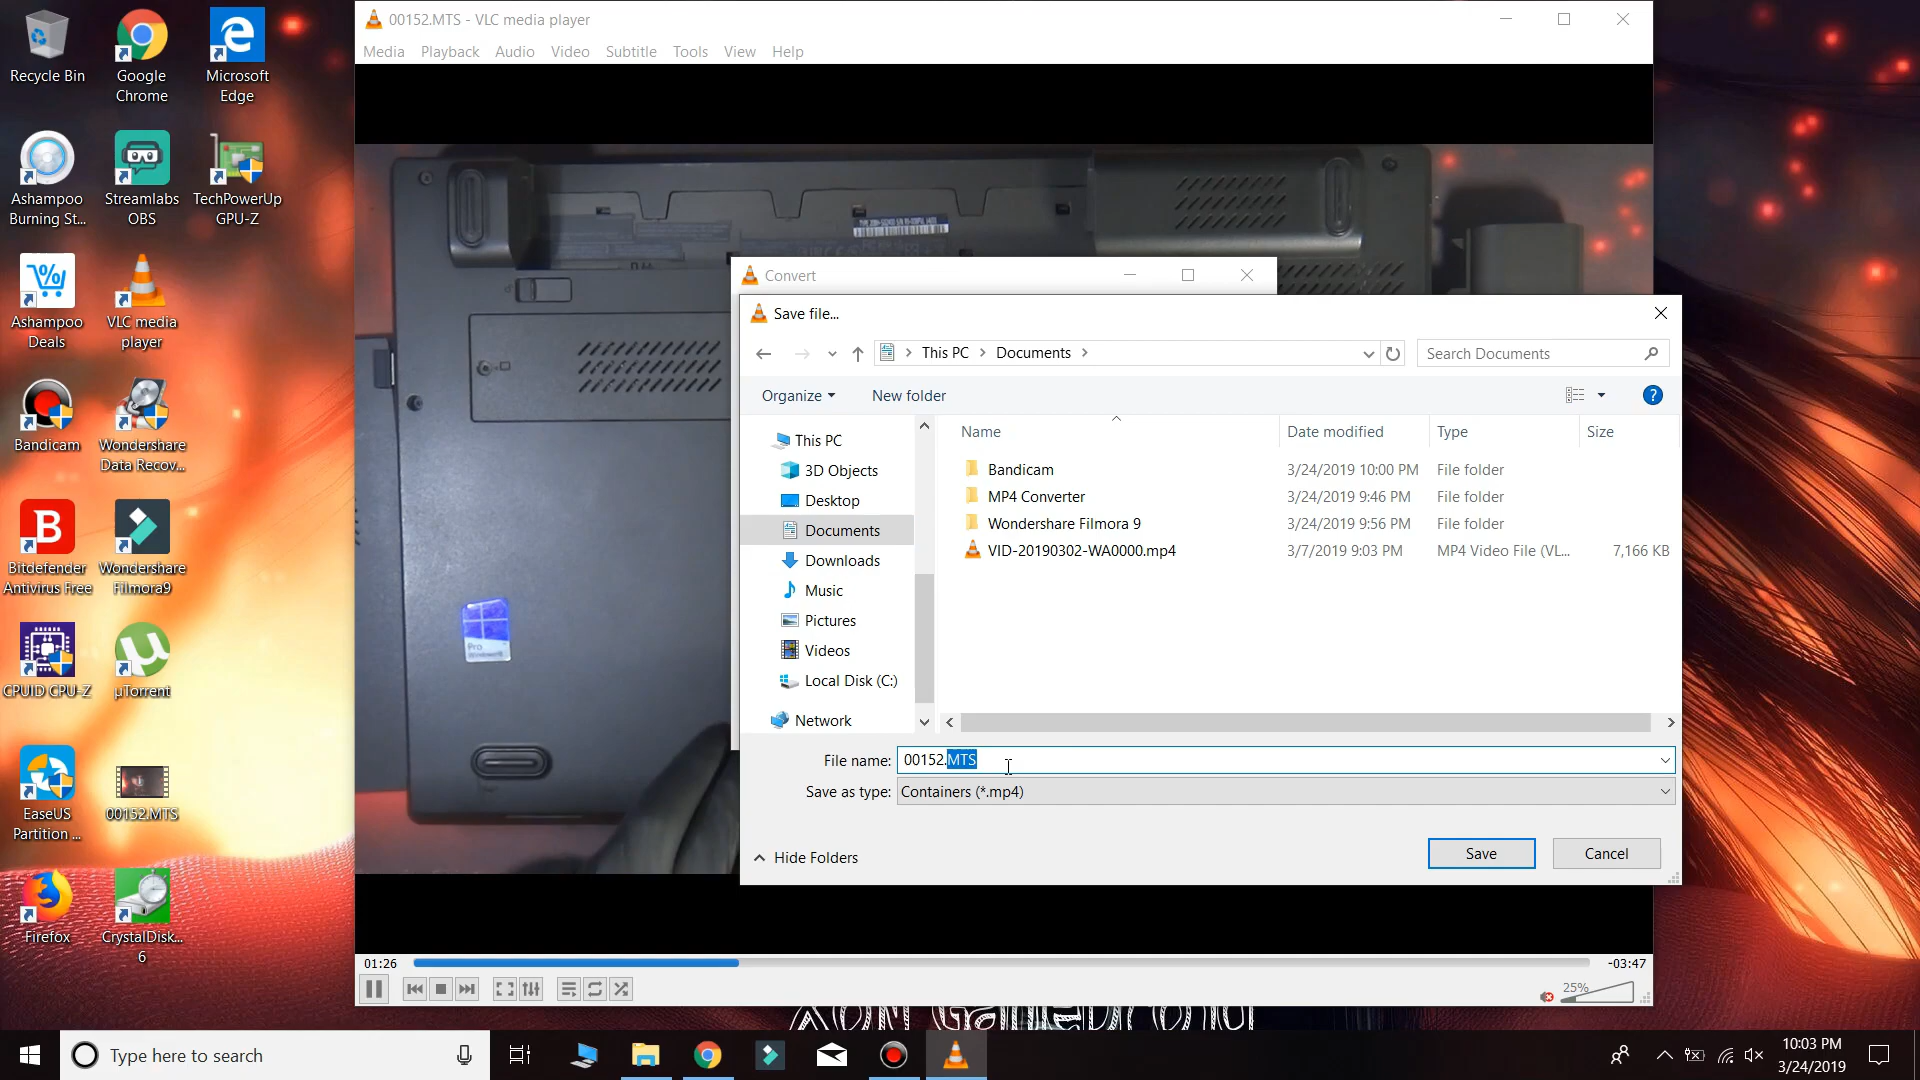 Recycle Bin
Google Chrome
Microsoft Edge
Ashampoo Burning St...
Streamlabs OBS
TechPowerUp GPU-Z
Ashampoo Deals
VLC media player
Bandicam
Wondershare Data Recov...
Bitdefender Antivirus Free
Wondershare Filmora9
CPUID CPU-Z
µTorrent
EaseUS Partition ...
00152.MTS
Firefox
CrystalDisk... 6
00152.MTS - VLC media player
Media Playback Audio Video Subtitle Tools View Help
Pro
Convert
Save file...
This PC > Documents >
Search Documents
Organize
New folder
This PC
3D Objects
Desktop
Documents
Downloads
Music
Pictures
Videos
Local Disk (C:)
Network
Name Date modified Type Size
Bandicam 3/24/2019 10:00 PM File folder
MP4 Converter 3/24/2019 9:46 PM File folder
Wondershare Filmora 9 3/24/2019 9:56 PM File folder
VID-20190302-WA0000.mp4 3/7/2019 9:03 PM MP4 Video File (VL... 7,166 KB
File name: 00152.MTS
Save as type: Containers (*.mp4)
Hide Folders
Save
Cancel
01:26
-03:47
25%
Type here to search
10:03 PM
3/24/2019